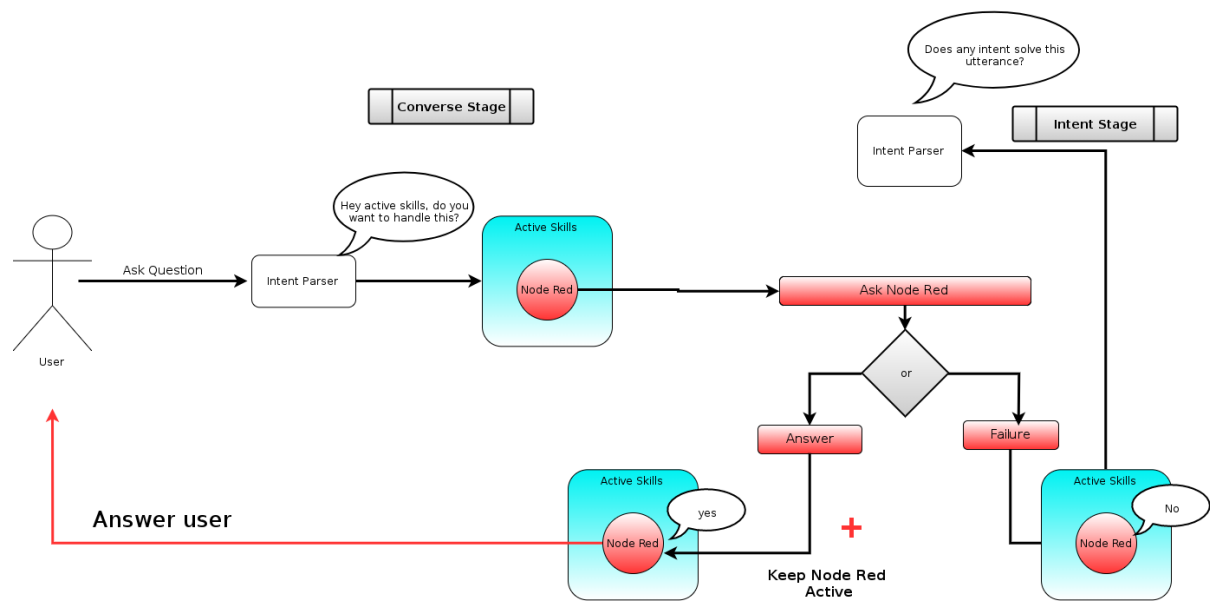 Does any intent solve this
utterance?
Converse Stage
Intent Stage
Intent Parser
Hey active skills, do you
want to handle this?
Active Skills
Ask Question
Intent Parser
Node Red
Ask Node Red
User
or
Answer
Failure
Active Skills
Active Skills
yes
No
Answer user
Node Red
Node Red
+
Keep Node Red
Active